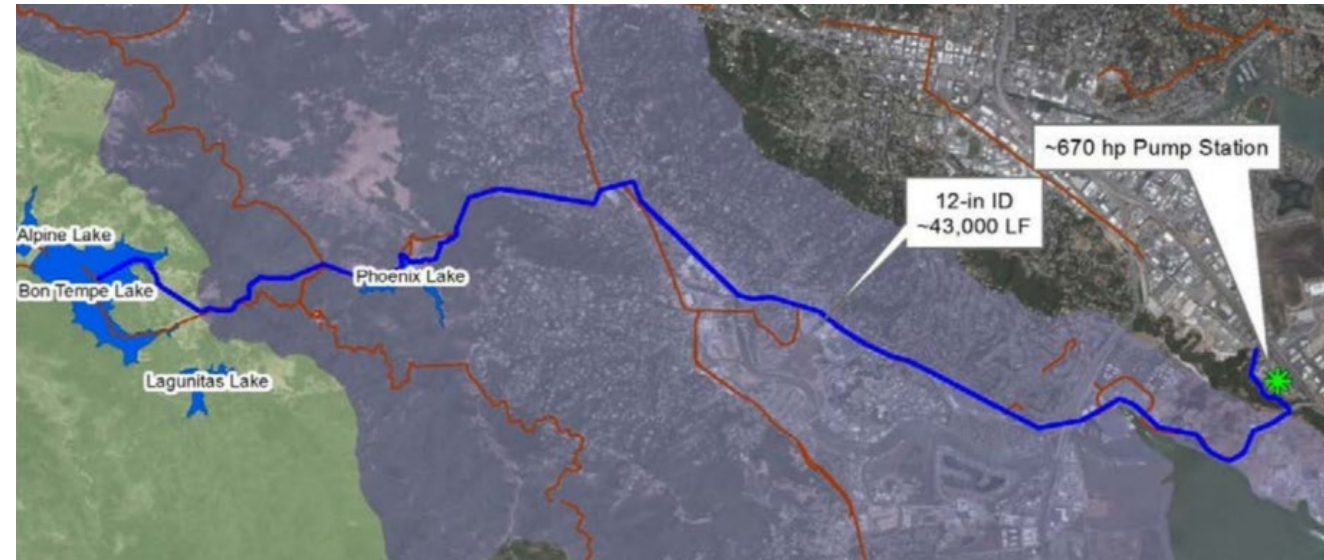 ~670 hp Pump Station
12-in ID
~43,000 LF
Alpine Lake
Phoenix Lake
Bon Tempe Lake
Lagunitas Lake